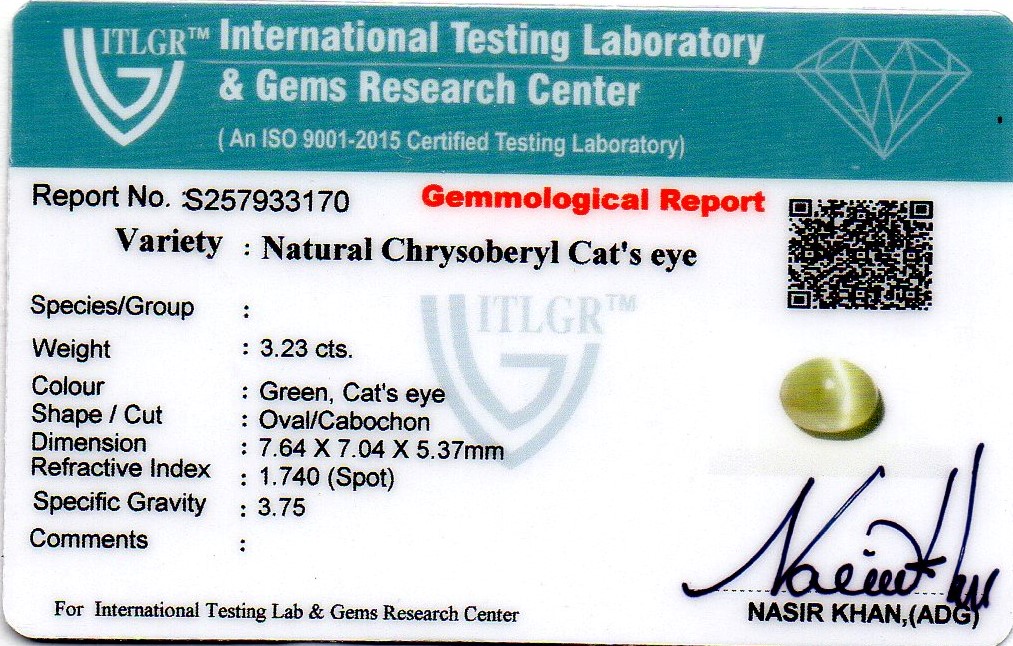 ITLGR™ International Testing Laboratory
& Gems Research Center
( An ISO 9001-2015 Certified Testing Laboratory)
Report No. :S257933170 Gemmological Report
Variety : Natural Chrysoberyl Cat's eye
ITLGR™
Species/Group :
Weight : 3.23 cts.
Colour : Green, Cat's eye
Shape / Cut : Oval/Cabochon
Dimension : 7.64 X 7.04 X 5.37mm
Refractive Index : 1.740 (Spot)
Specific Gravity : 3.75
Comments :
For International Testing Lab & Gems Research Center
NASIR KHAN,(ADG)